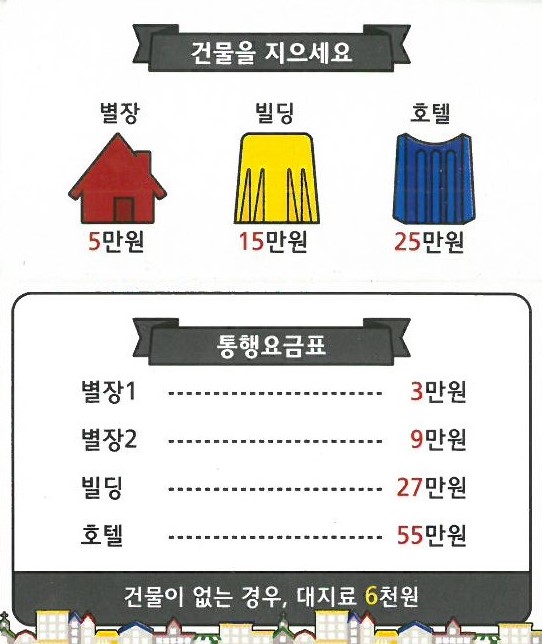 건물을 지으세요
별장 빌딩 호텔
5만원 15만원 25만원
통행요금표
별장1 3만원
별장2 9만원
빌딩 27만원
호텔 55만원
건물이 없는 경우, 대지료 6천원